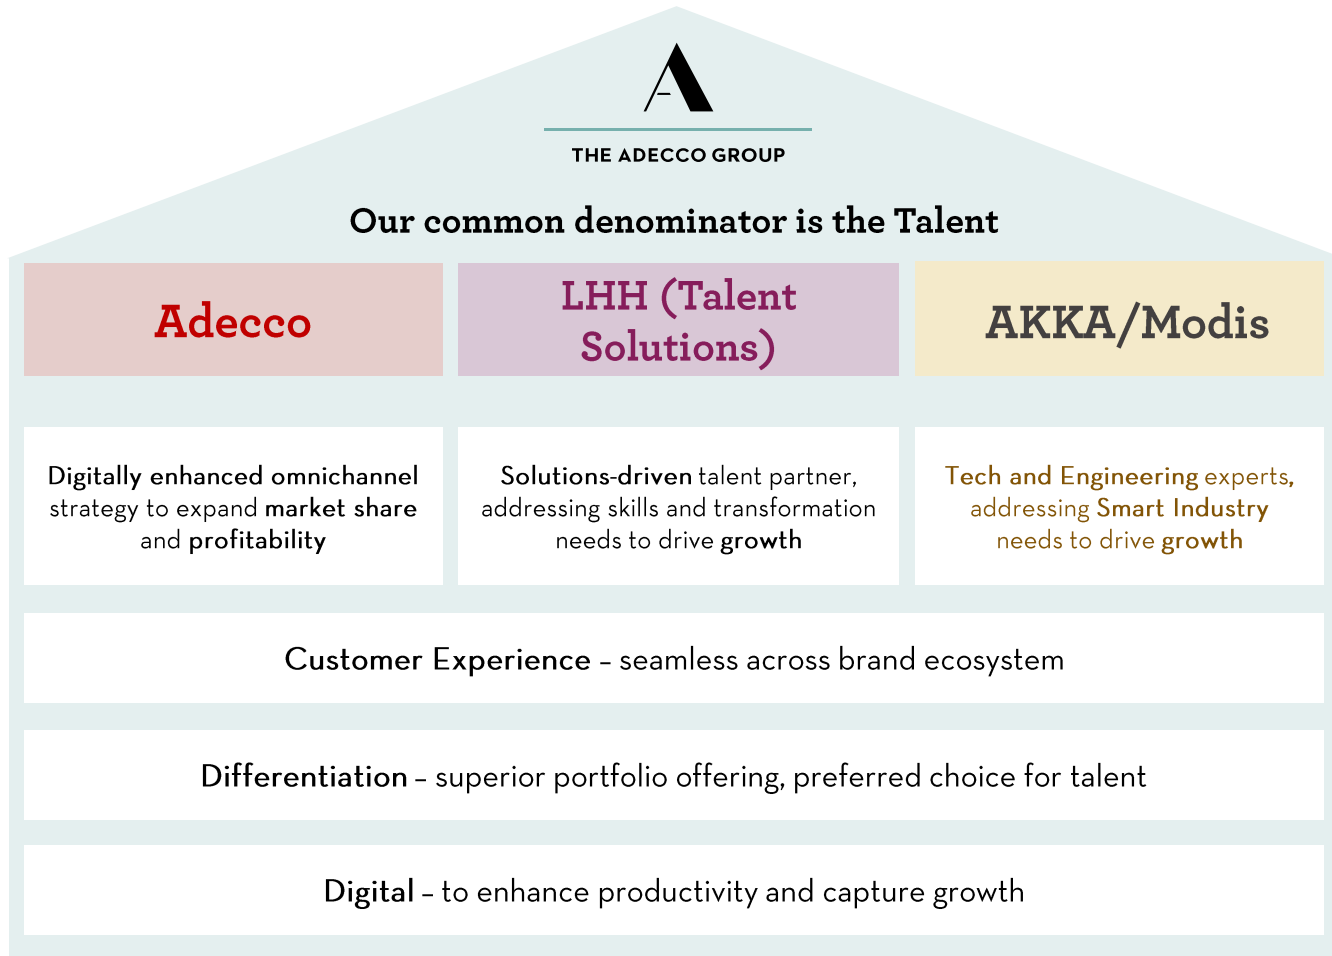 A
THE ADECCO GROUP
Our common denominator is the Talent
Adecco
LHH (Talent
Solutions)
AKKA/Modis
Digitally enhanced omnichannel
strategy to expand market share
and profitability
Solutions-driven talent partner,
addressing skills and transformation
needs to drive growth
Tech and Engineering experts,
addressing Smart Industry
needs to drive growth
Customer Experience – seamless across brand ecosystem
Differentiation – superior portfolio offering, preferred choice for talent
Digital – to enhance productivity and capture growth